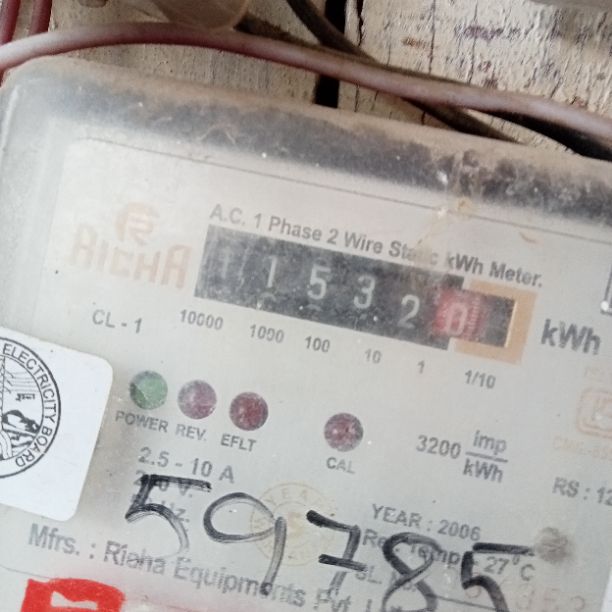 A.C. 1 Phase 2 Wire Static kWh Meter.
RICHA
1 1 5 3 2 0
kWh
CL - 1
10000 1000 100 10 1 1/10
ELECTRICITY BOARD
POWER REV. EFLT CAL
3200 imp/kWh
2.5 - 10 A
RS : 12
YEAR : 2006
59785
27°C
Mfrs. : Richa Equipments Pvt